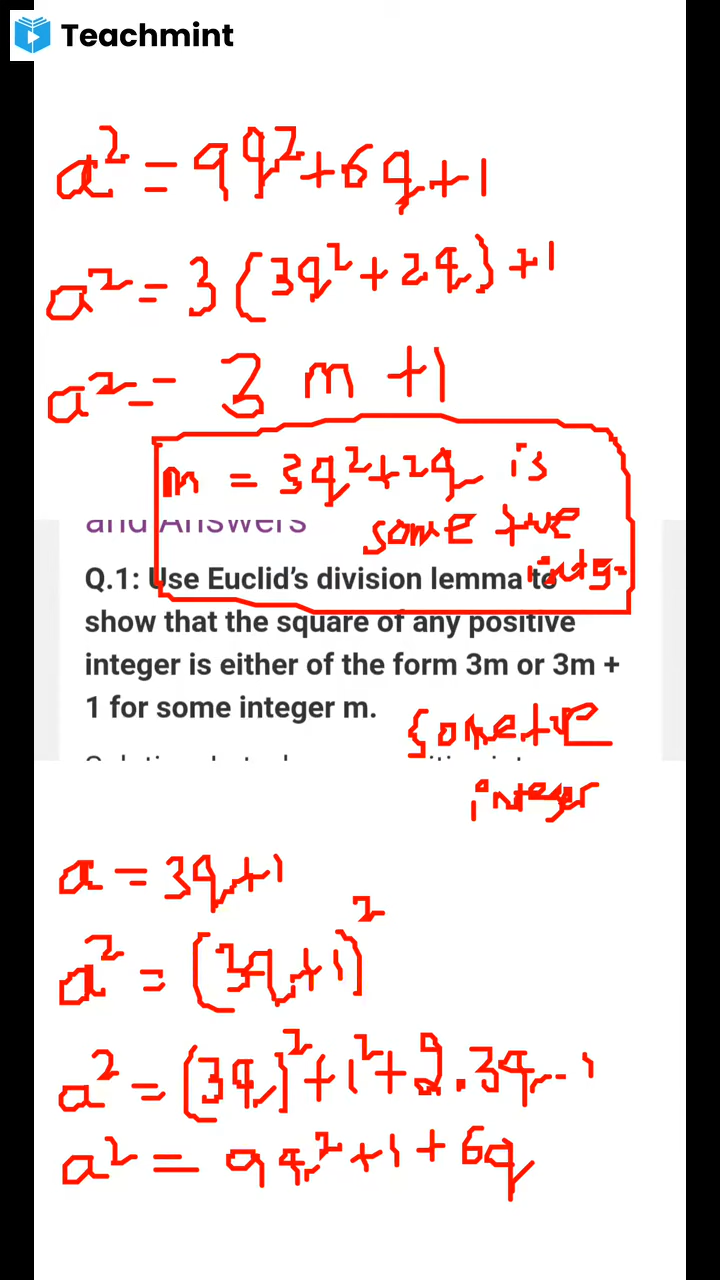 Teachmint
a² = 9q²+6q+1
a² = 3(3q²+2q)+1
a² = 3 m +1
m = 3q²+2q is
some +ve
and Answers
Q.1: Use Euclid's division lemma to
show that the square of any positive
integer is either of the form 3m or 3m +
1 for some integer m.
some +ve
integer
a = 3q+1
a² = (3q+1)²
a² = (3q)²+1²+2.3q.1
a² = 9q²+1+6q